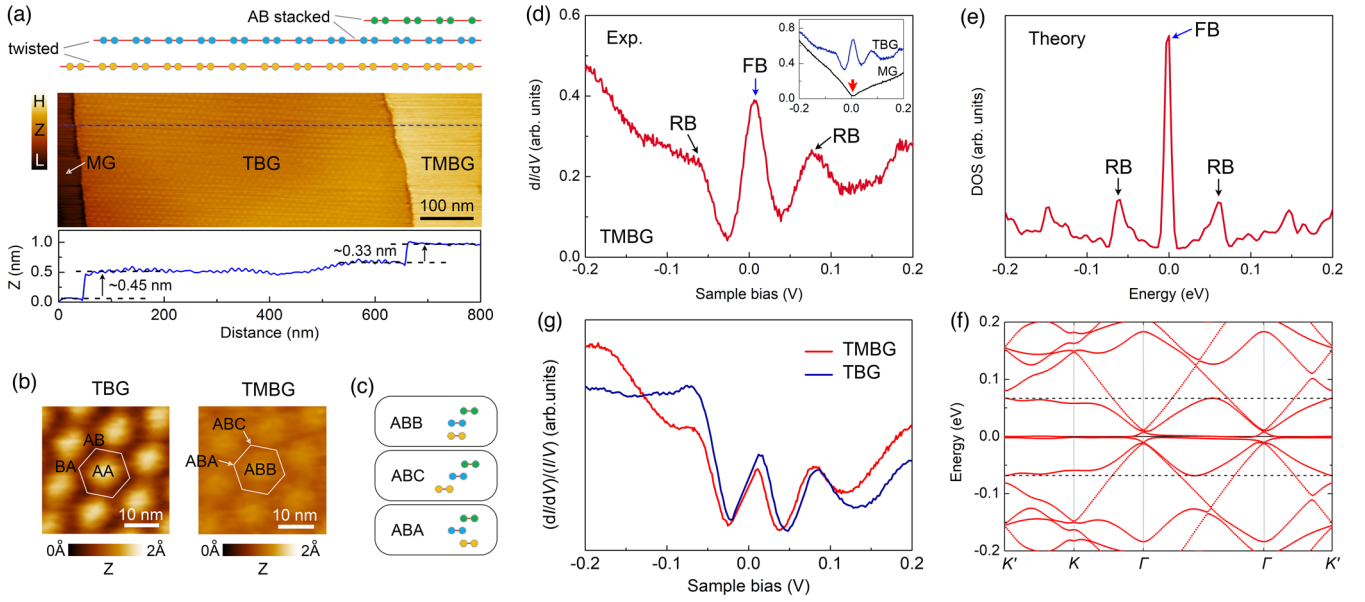 (a)
AB stacked
twisted
H
Z
L
MG
TBG
TMBG
100 nm
Z (nm)
1.0
0.5
0.0
~0.45 nm
~0.33 nm
0 200 400 600 800
Distance (nm)
(b)
TBG
TMBG
AB
BA
AA
10 nm
ABC
ABA
ABB
10 nm
0Å 2Å
Z
0Å 2Å
Z
(c)
ABB
ABC
ABA
(d)
Exp.
dI/dV (arb. units)
0.6
0.4
0.2
0.0
RB
FB
RB
TMBG
-0.2 -0.1 0.0 0.1 0.2
Sample bias (V)
0.8
0.4
0.0
TBG
MG
-0.2 0.0 0.2
(e)
Theory
FB
RB
RB
DOS (arb. units)
-0.2 -0.1 0.0 0.1 0.2
Energy (eV)
(g)
(dI/dV)/(I/V) (arb.units)
TMBG
TBG
-0.2 -0.1 0.0 0.1 0.2
Sample bias (V)
(f)
Energy (eV)
0.2
0.1
0.0
-0.1
-0.2
K' K Γ Γ K'